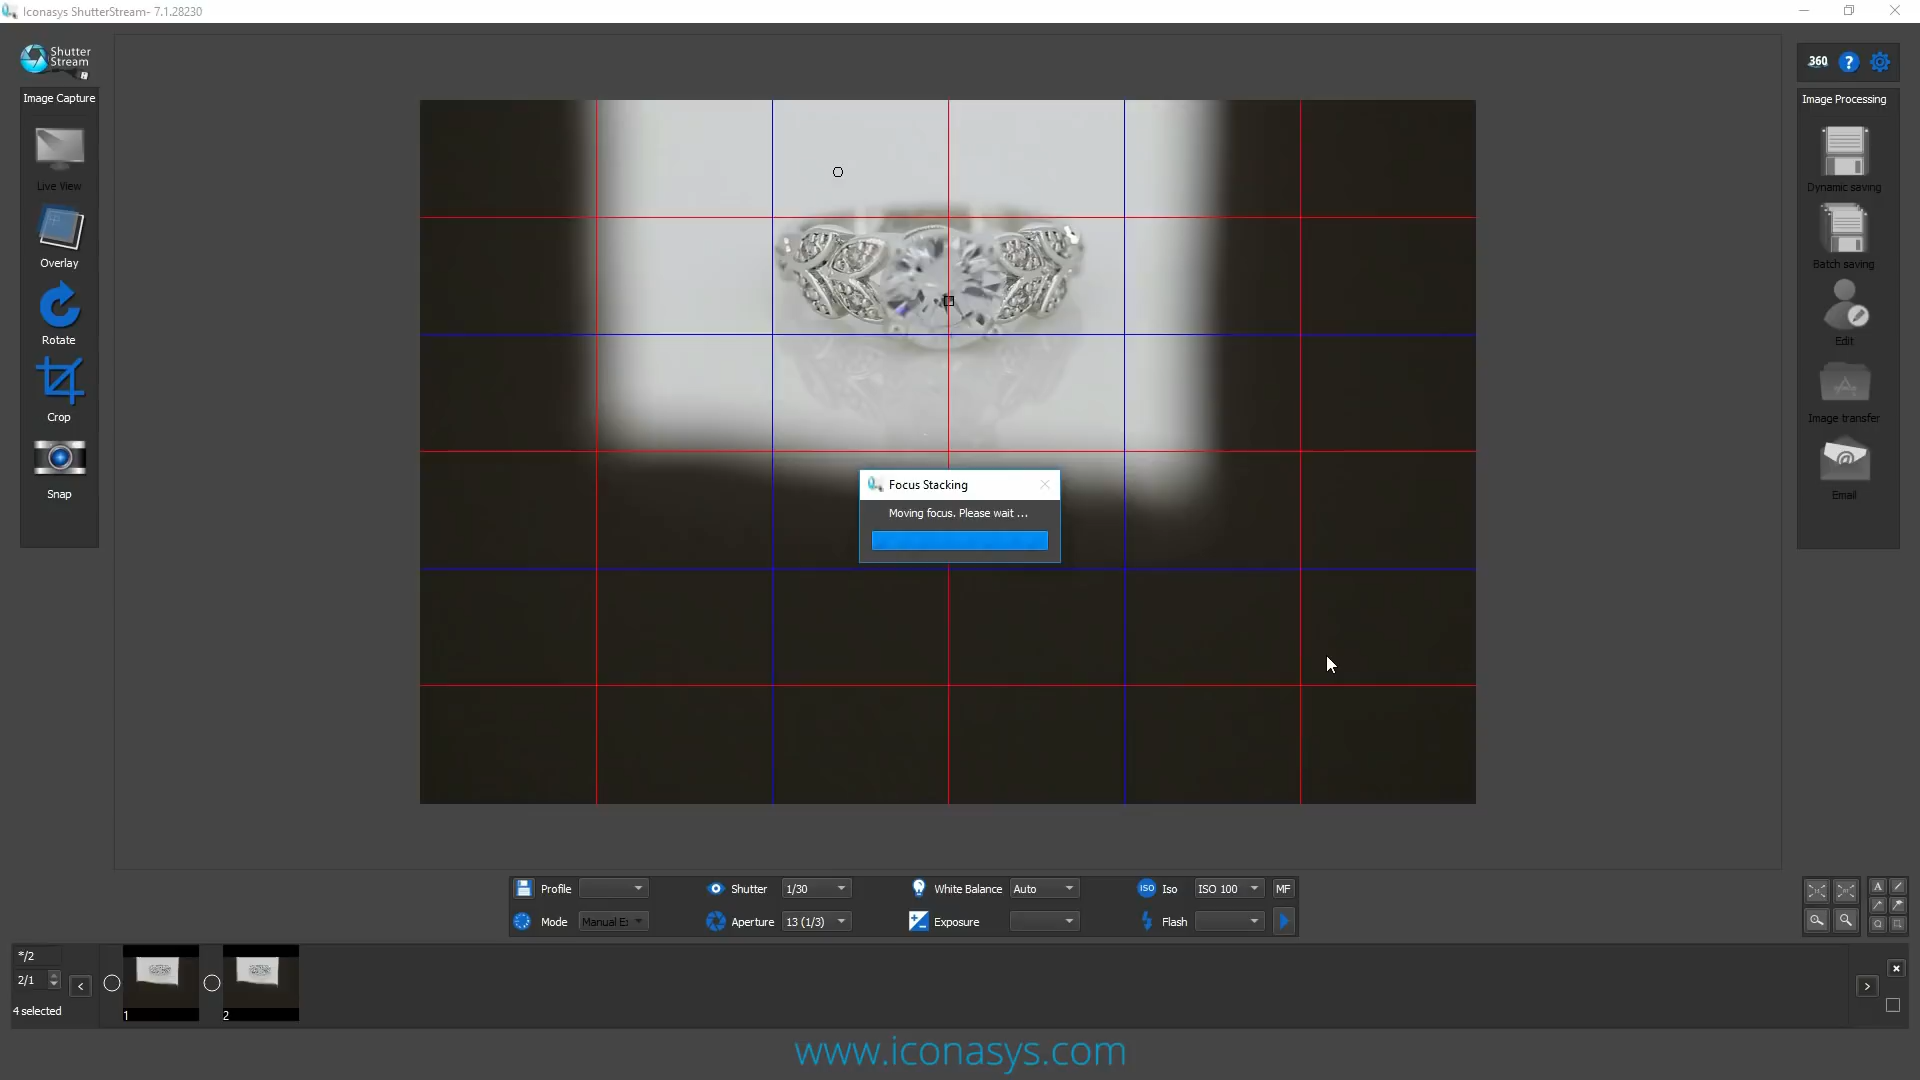 Iconasys ShutterStream- 7.1.28230
Shutter
Stream
Image Capture
Live View
Overlay
Rotate
Crop
Snap
360
?
Image Processing
Dynamic saving
Batch saving
Edit
Image transfer
Email
Focus Stacking
Moving focus. Please wait ...
Profile
Shutter
1/30
White Balance
Auto
ISO
Iso
ISO 100
MF
Mode
Manual E
Aperture
13 (1/3)
Exposure
Flash
A
*/2
2/1
4 selected
<
1
2
>
www.iconasys.com